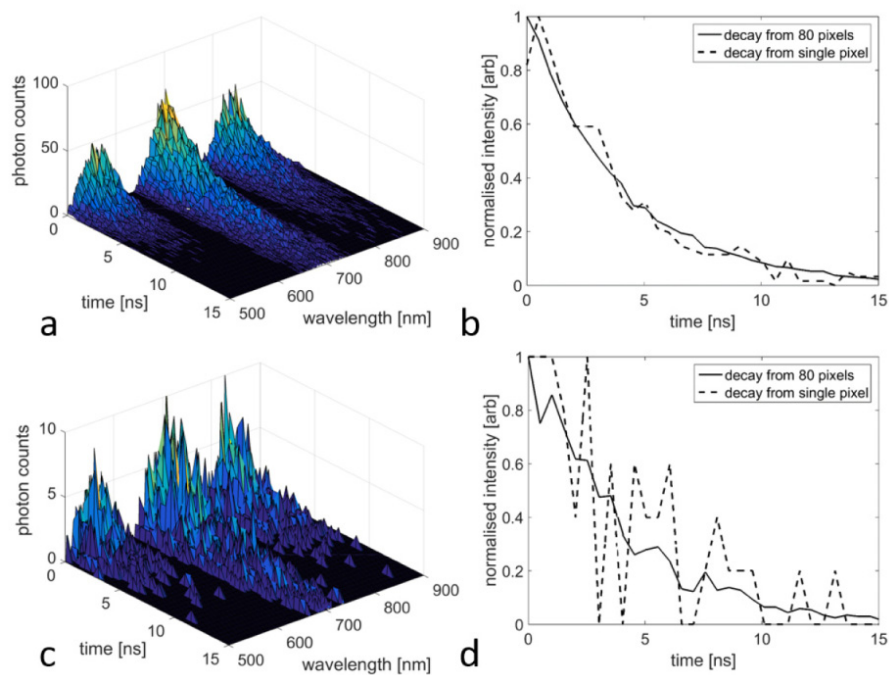 100
50
0
photon counts
0
5
10
15
time [ns]
500
600
700
800
900
wavelength [nm]
a
1
0.8
0.6
0.4
0.2
0
normalised intensity [arb]
decay from 80 pixels
decay from single pixel
0
5
10
15
time [ns]
b
10
5
0
photon counts
0
5
10
15
time [ns]
500
600
700
800
900
wavelength [nm]
c
1
0.8
0.6
0.4
0.2
0
normalised intensity [arb]
decay from 80 pixels
decay from single pixel
0
5
10
15
time [ns]
d